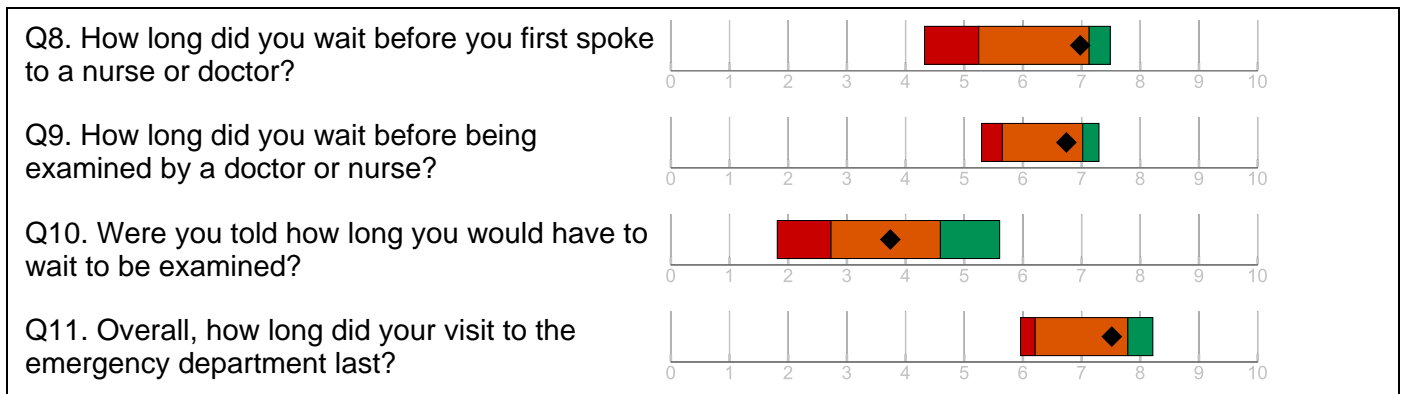 Q8. How long did you wait before you first spoke
to a nurse or doctor?
0 1 2 3 4 5 6 7 8 9 10
Q9. How long did you wait before being
examined by a doctor or nurse?
0 1 2 3 4 5 6 7 8 9 10
Q10. Were you told how long you would have to
wait to be examined?
0 1 2 3 4 5 6 7 8 9 10
Q11. Overall, how long did your visit to the
emergency department last?
0 1 2 3 4 5 6 7 8 9 10